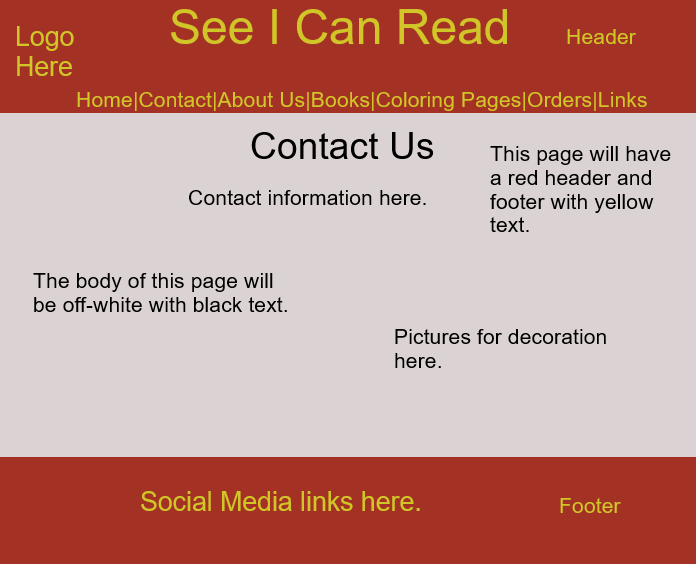 See I Can Read
Logo
Here
Header
Home|Contact|About Us|Books|Coloring Pages|Orders|Links
Contact Us
This page will have
a red header and
footer with yellow
text.
Contact information here.
The body of this page will
be off-white with black text.
Pictures for decoration
here.
Social Media links here.
Footer